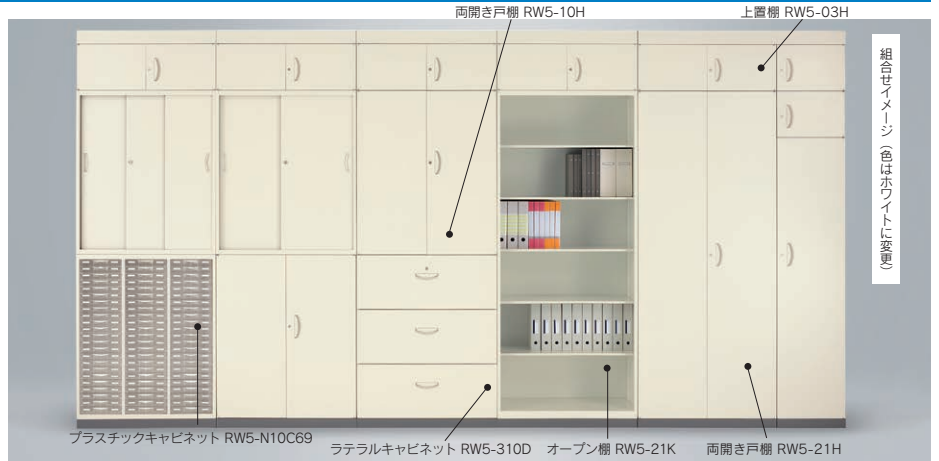 両開き戸棚 RW5-10H
上置棚 RW5-03H
組合せイメージ（色はホワイトに変更）
プラスチックキャビネット RW5-N10C69
ラテラルキャビネット RW5-310D
オープン棚 RW5-21K
両開き戸棚 RW5-21H